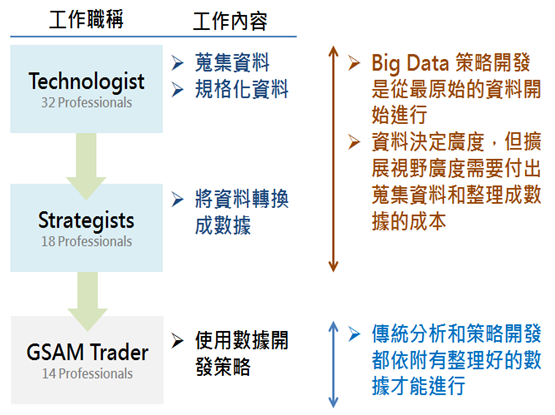 工作職稱
工作內容
Technologist
32 Professionals
➢ 蒐集資料
➢ 規格化資料
➢ Big Data 策略開發
是從最原始的資料開
始進行
➢ 資料決定廣度，但擴
展視野廣度需要付出
蒐集資料和整理成數
據的成本
Strategists
18 Professionals
➢ 將資料轉換
成數據
GSAM Trader
14 Professionals
➢ 使用數據開
發策略
➢ 傳統分析和策略開發
都依附有整理好的數
據才能進行